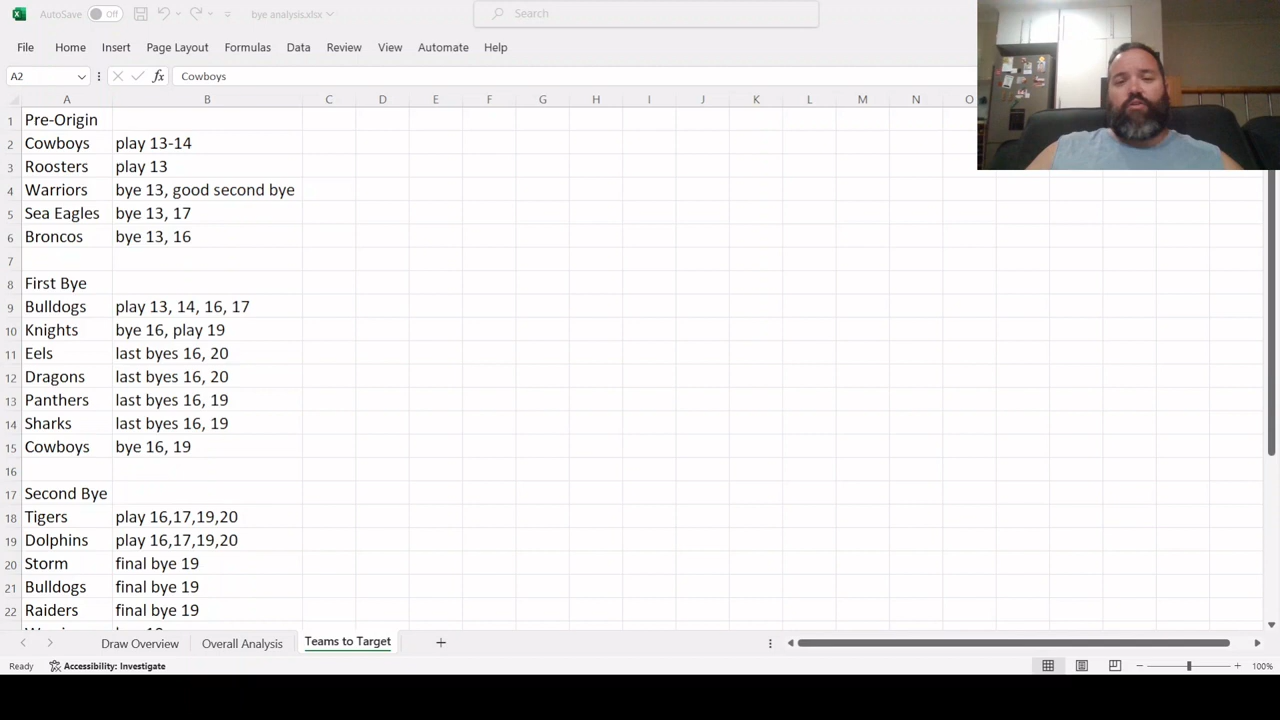 AutoSave Off bye analysis.xlsx Search
File Home Insert Page Layout Formulas Data Review View Automate Help
A2 fx Cowboys
A B C D E F G H I J K L M N O
1 Pre-Origin
2 Cowboys play 13-14
3 Roosters play 13
4 Warriors bye 13, good second bye
5 Sea Eagles bye 13, 17
6 Broncos bye 13, 16
7
8 First Bye
9 Bulldogs play 13, 14, 16, 17
10 Knights bye 16, play 19
11 Eels last byes 16, 20
12 Dragons last byes 16, 20
13 Panthers last byes 16, 19
14 Sharks last byes 16, 19
15 Cowboys bye 16, 19
16
17 Second Bye
18 Tigers play 16,17,19,20
19 Dolphins play 16,17,19,20
20 Storm final bye 19
21 Bulldogs final bye 19
22 Raiders final bye 19
Draw Overview Overall Analysis Teams to Target
Ready Accessibility: Investigate 100%